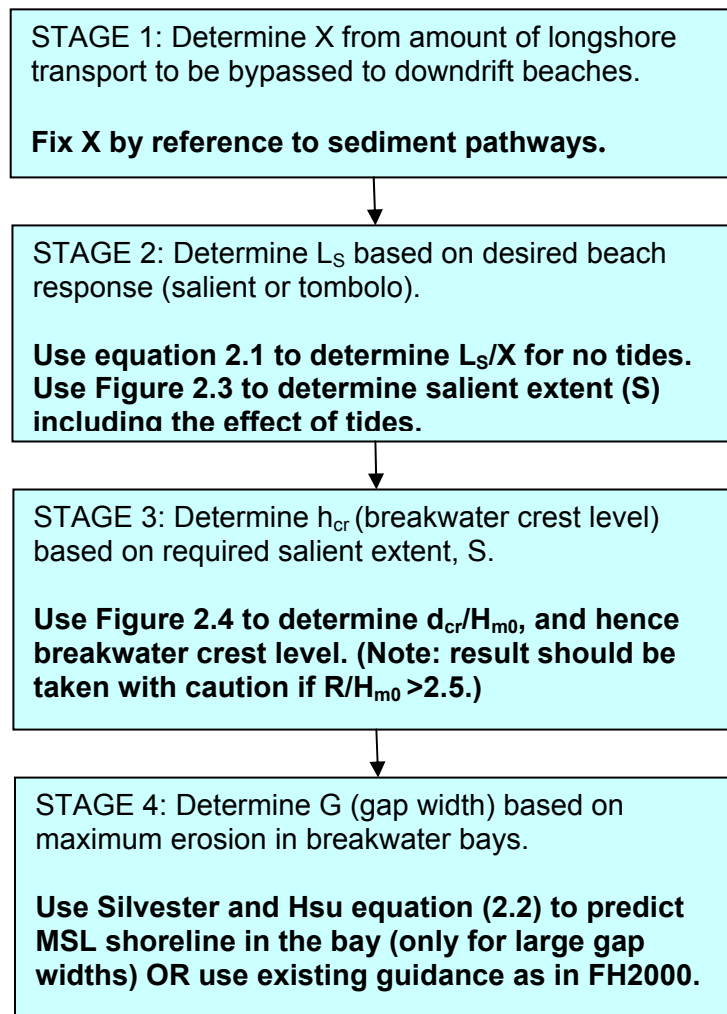 STAGE 1: Determine X from amount of longshore
transport to be bypassed to downdrift beaches.
Fix X by reference to sediment pathways.
STAGE 2: Determine LS based on desired beach
response (salient or tombolo).
Use equation 2.1 to determine LS/X for no tides.
Use Figure 2.3 to determine salient extent (S)
including the effect of tides.
STAGE 3: Determine hcr (breakwater crest level)
based on required salient extent, S.
Use Figure 2.4 to determine dcr/Hm0, and hence
breakwater crest level. (Note: result should be
taken with caution if R/Hm0 >2.5.)
STAGE 4: Determine G (gap width) based on
maximum erosion in breakwater bays.
Use Silvester and Hsu equation (2.2) to predict
MSL shoreline in the bay (only for large gap
widths) OR use existing guidance as in FH2000.